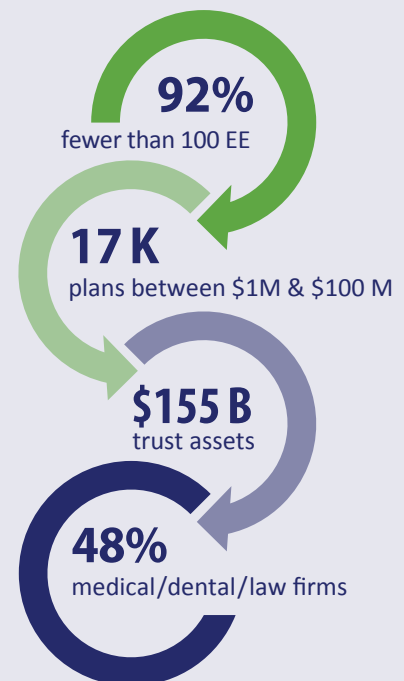 92%
fewer than 100 EE
17 K
plans between $1M & $100 M
$155 B
trust assets
48%
medical/dental/law firms